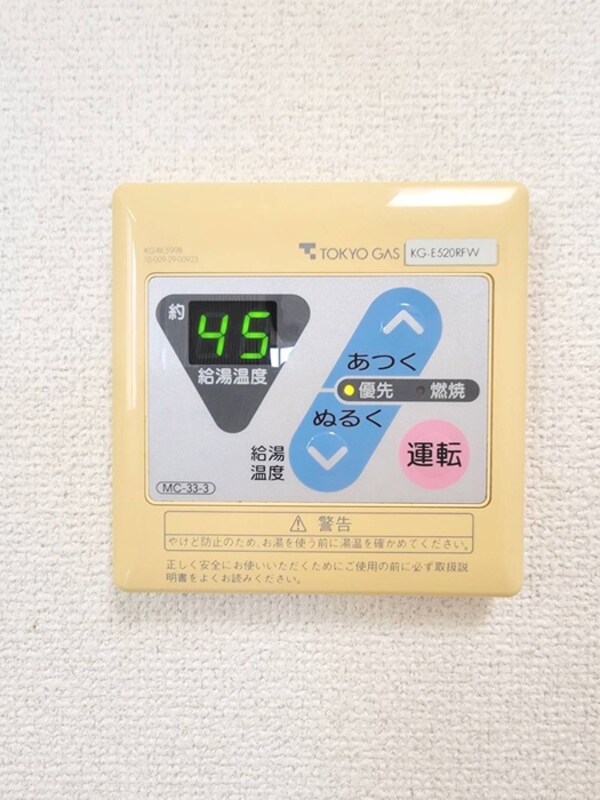 TOKYO GAS KG-E520RFW
約 45
給湯温度
あつく
優先 燃焼
ぬるく
給湯
温度
運転
MC-33-3
⚠ 警告
やけど防止のため、お湯を使う前に湯温を確かめてください。
正しく安全にお使いいただくためにご使用の前に必ず取扱説
明書をよくお読みください。